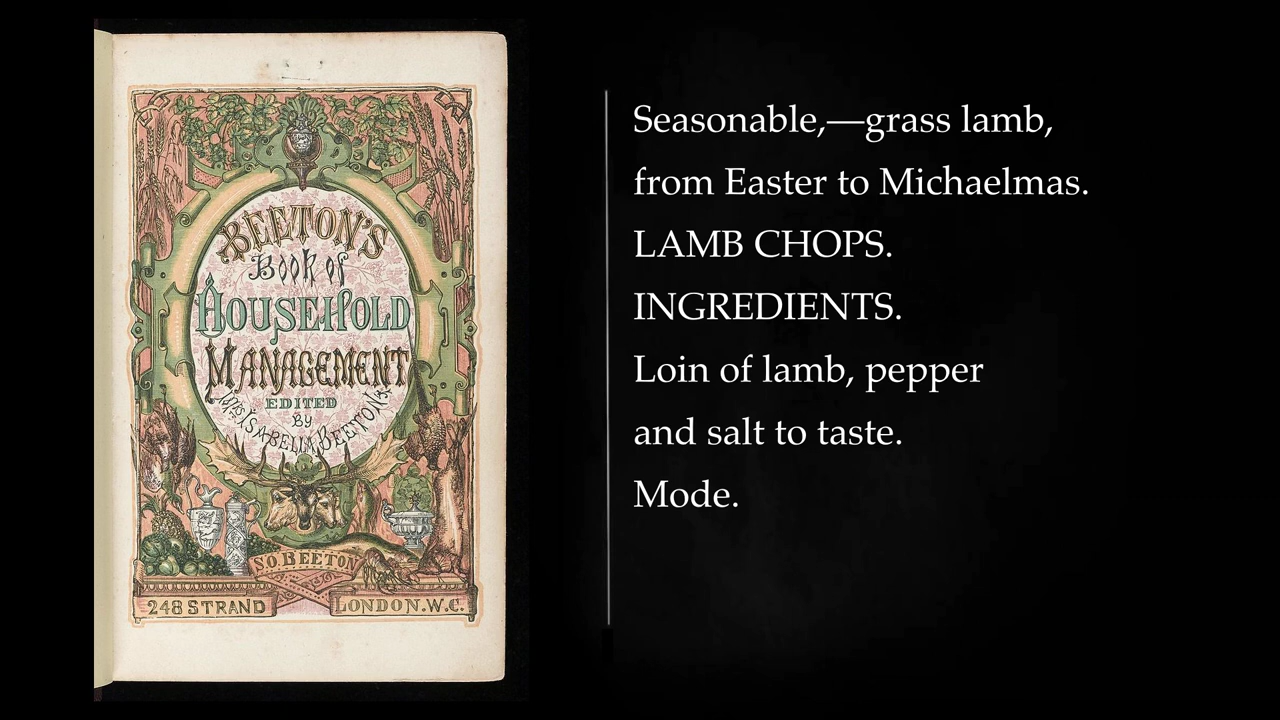 BEETON'S
Book of
HOUSEHOLD
MANAGEMENT
EDITED
BY
MRS ISABELLA BEETON
S.O. BEETON
248 STRAND
LONDON. W.C.
Seasonable,—grass lamb,
from Easter to Michaelmas.
LAMB CHOPS.
INGREDIENTS.
Loin of lamb, pepper
and salt to taste.
Mode.